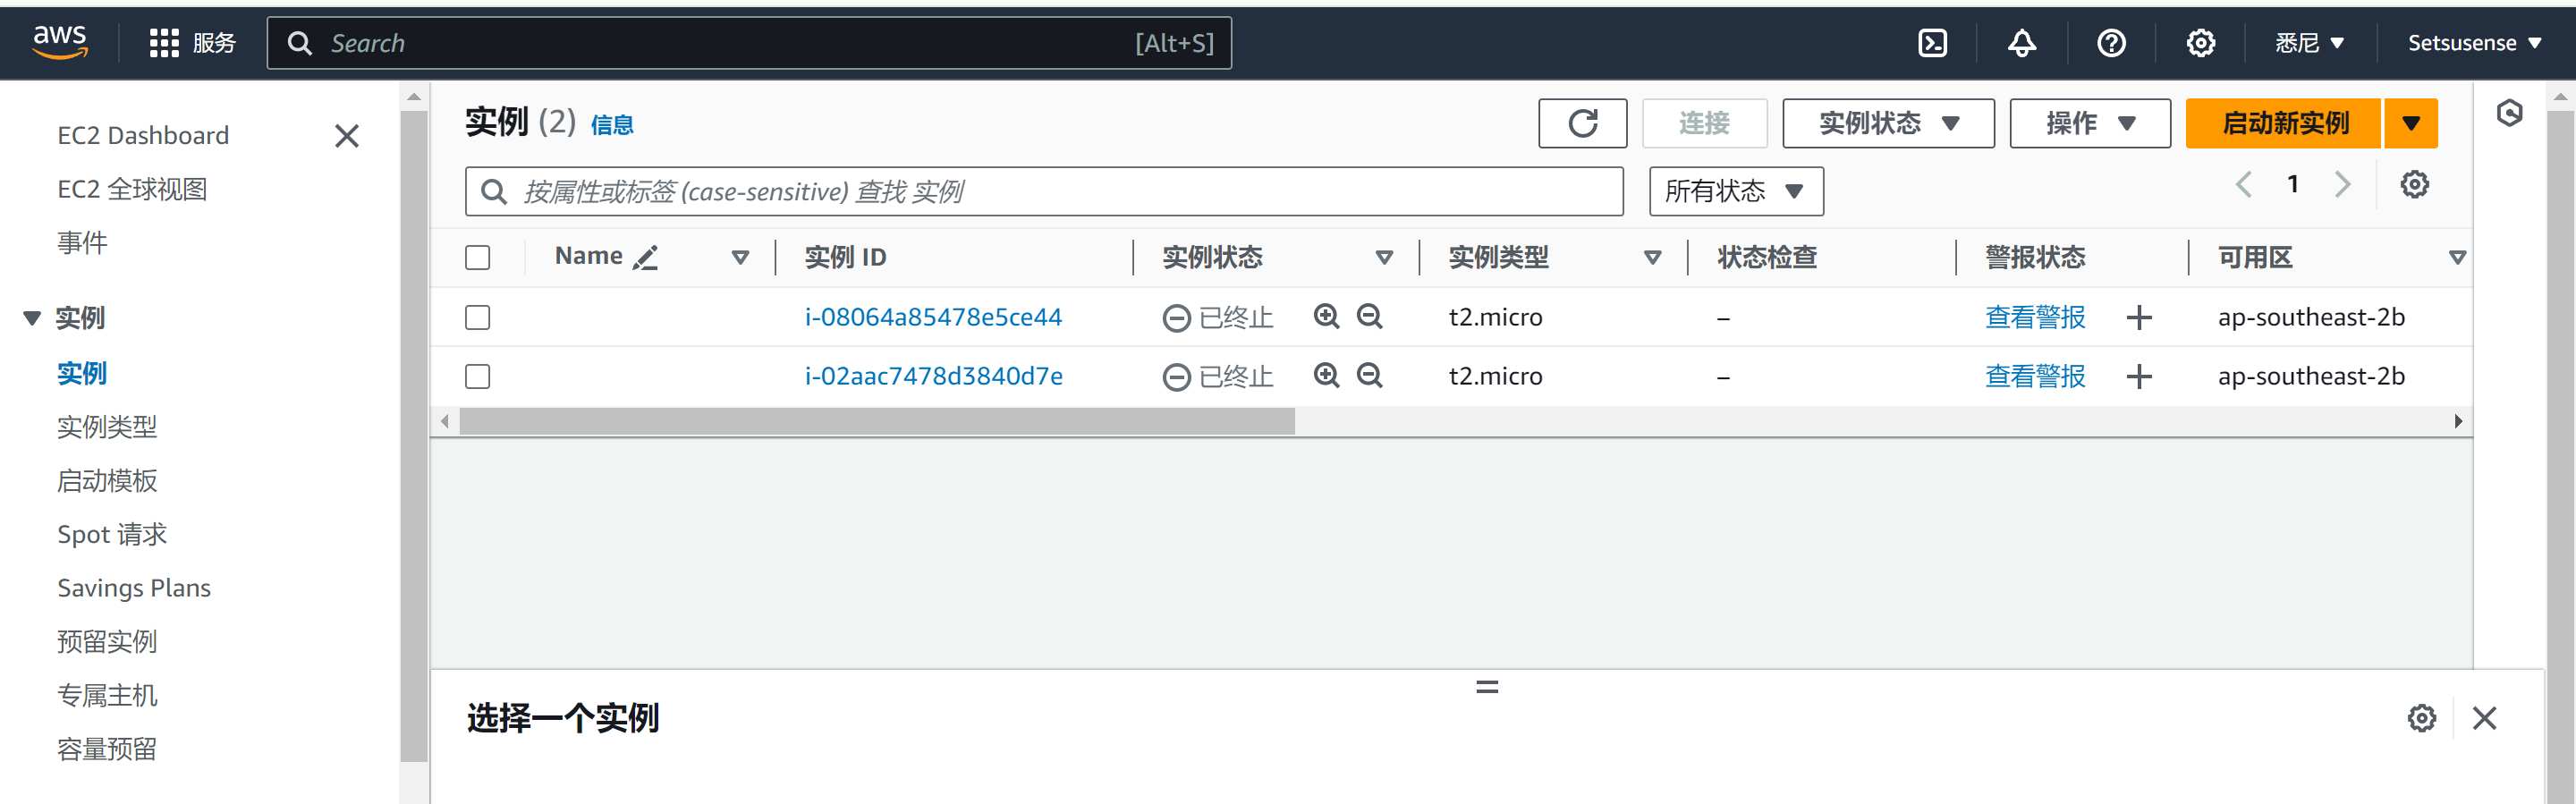 aws 服务 Search [Alt+S] 悉尼 Setsusense
EC2 Dashboard
EC2 全球视图
事件
实例
实例
实例类型
启动模板
Spot 请求
Savings Plans
预留实例
专属主机
容量预留
实例 (2) 信息 连接 实例状态 操作 启动新实例
按属性或标签 (case-sensitive) 查找 实例 所有状态 1
Name 实例 ID 实例状态 实例类型 状态检查 警报状态 可用区
i-08064a85478e5ce44 已终止 t2.micro – 查看警报 + ap-southeast-2b
i-02aac7478d3840d7e 已终止 t2.micro – 查看警报 + ap-southeast-2b
选择一个实例